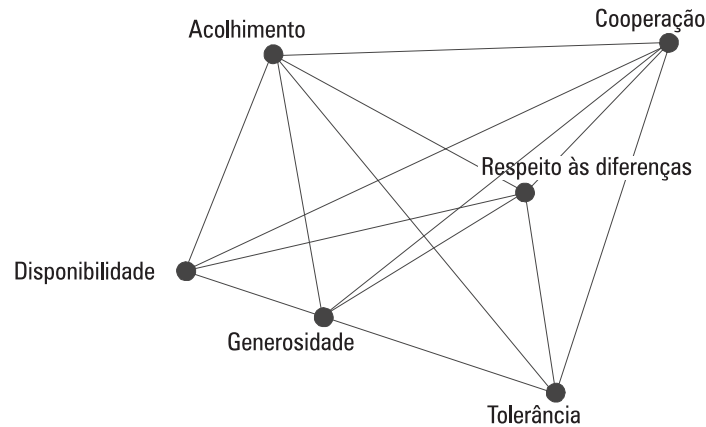 Cooperação
Acolhimento
Respeito às diferenças
Disponibilidade
Generosidade
Tolerância